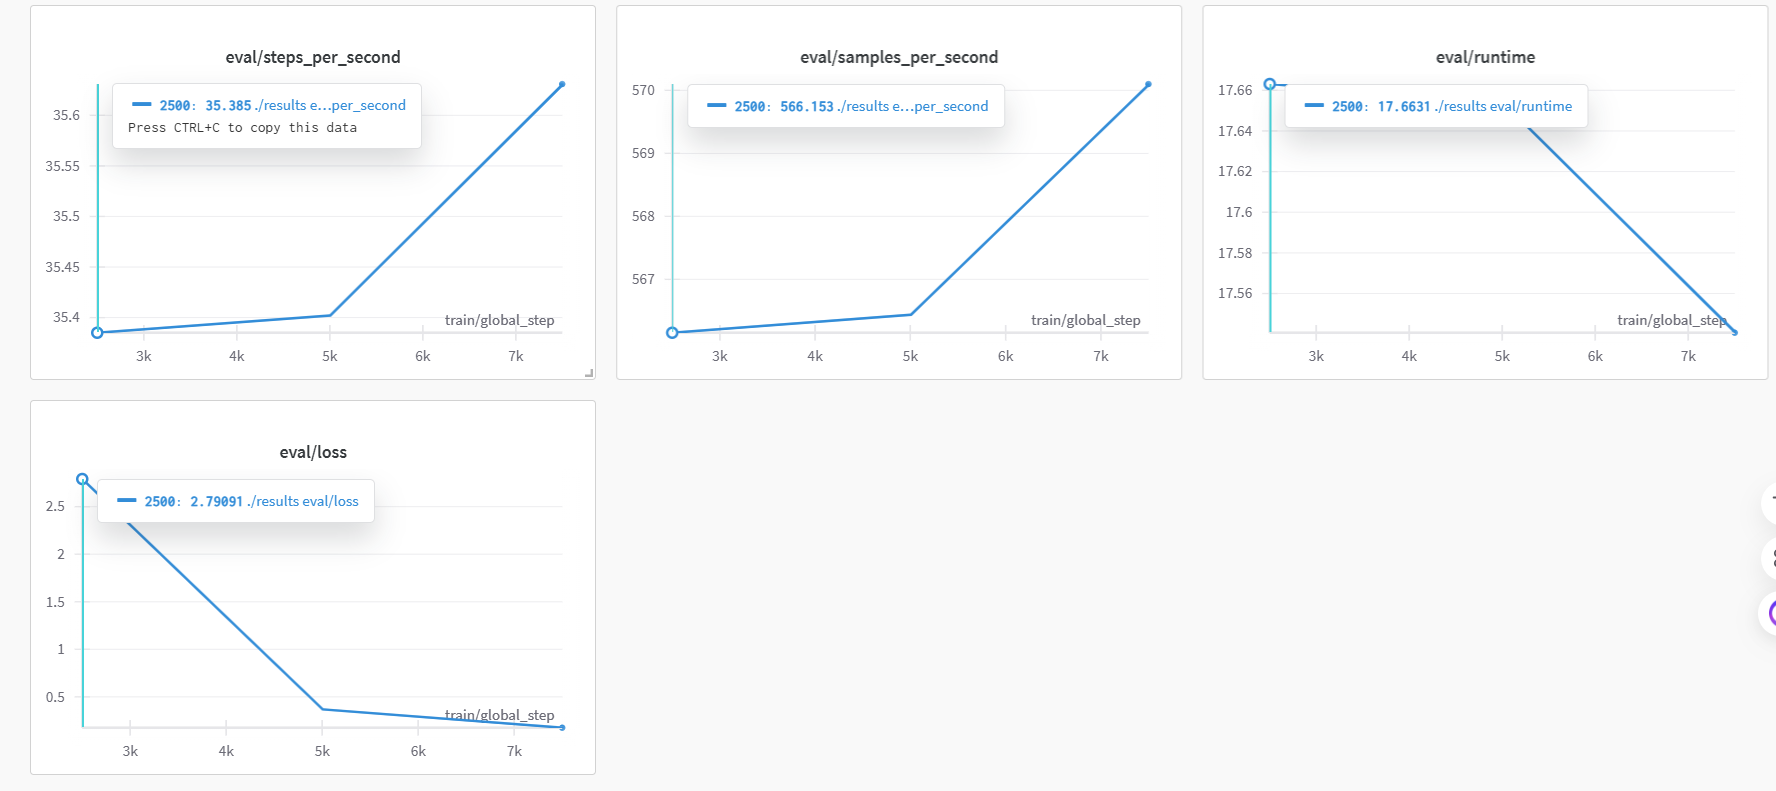 eval/steps_per_second
2500: 35.385 ./results e...per_second
Press CTRL+C to copy this data
35.6
35.55
35.5
35.45
35.4
train/global_step
3k 4k 5k 6k 7k
eval/samples_per_second
2500: 566.153 ./results e...per_second
570
569
568
567
train/global_step
3k 4k 5k 6k 7k
eval/runtime
2500: 17.6631 ./results eval/runtime
17.66
17.64
17.62
17.6
17.58
17.56
train/global_step
3k 4k 5k 6k 7k
eval/loss
2500: 2.79091 ./results eval/loss
2.5
2
1.5
1
0.5
train/global_step
3k 4k 5k 6k 7k